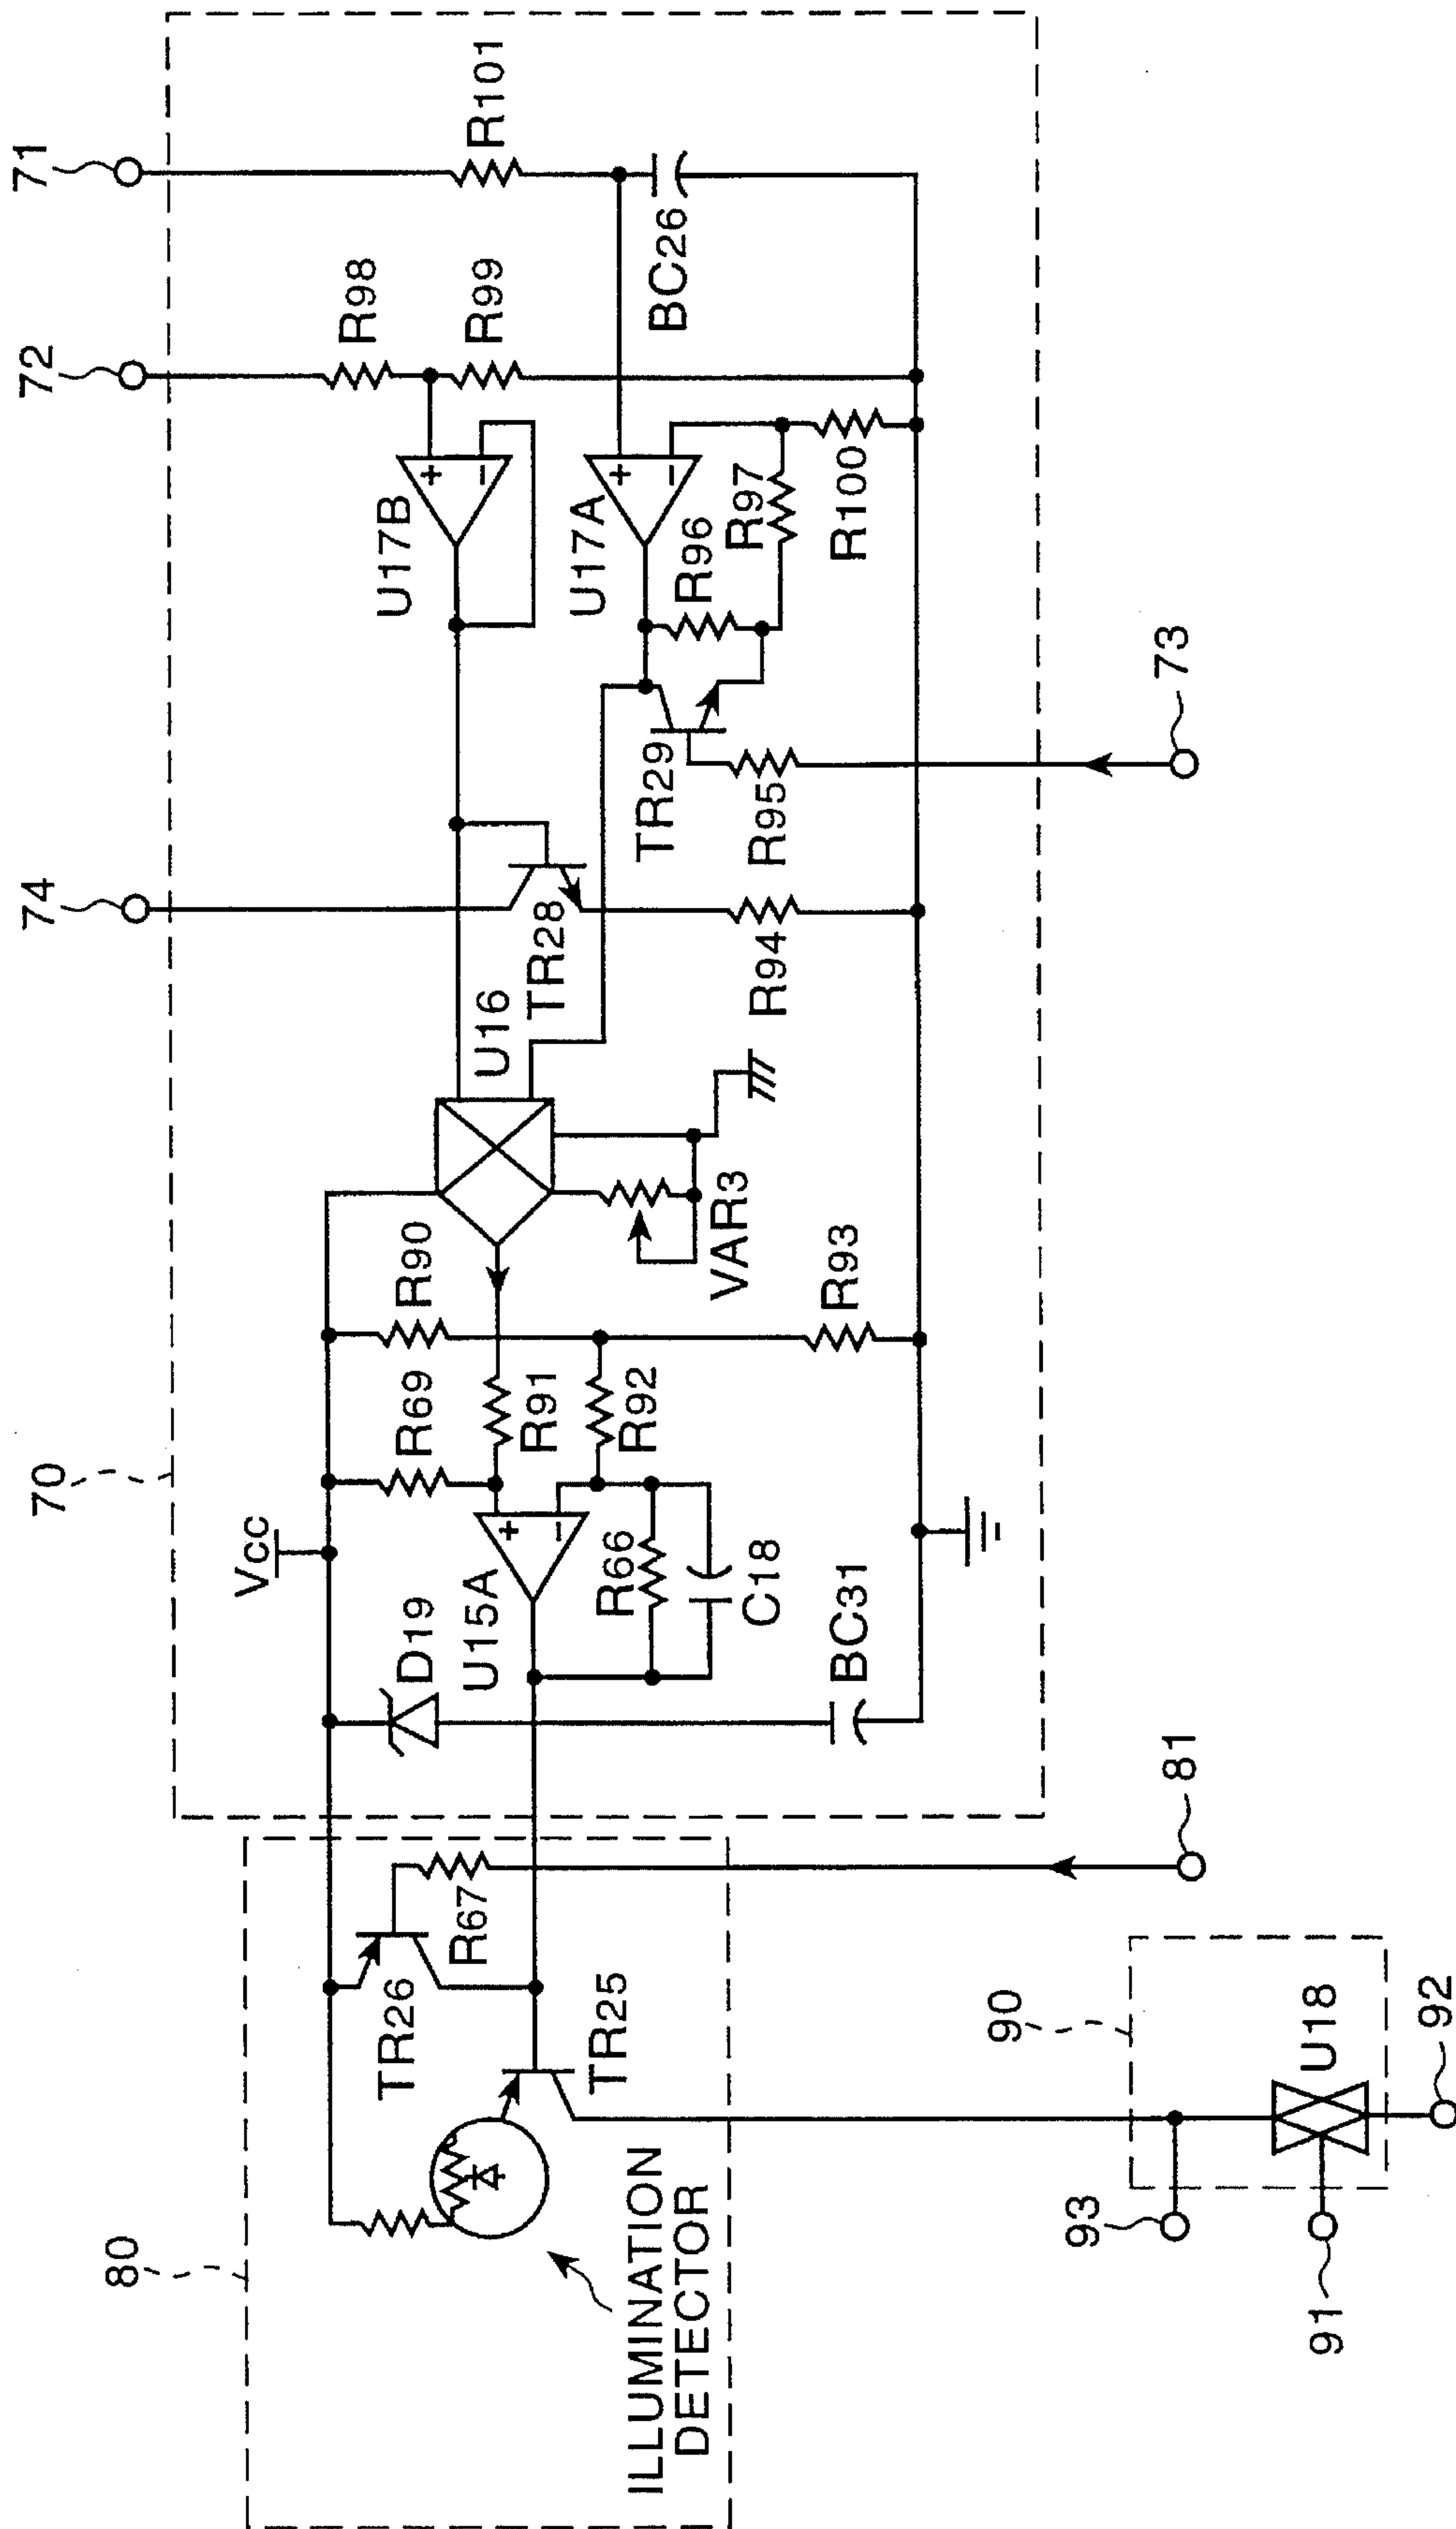 70
74
72
71
Vcc
D19
R69
R90
R98
R99
R101
U17B
U16
U15A
R91
R92
TR28
U17A
R96
R97
BC26
TR29
R95
R94
R100
VAR3
R93
R66
C18
BC31
73
80
TR26
R67
TR25
ILLUMINATION
DETECTOR
81
90
U18
93
91
92